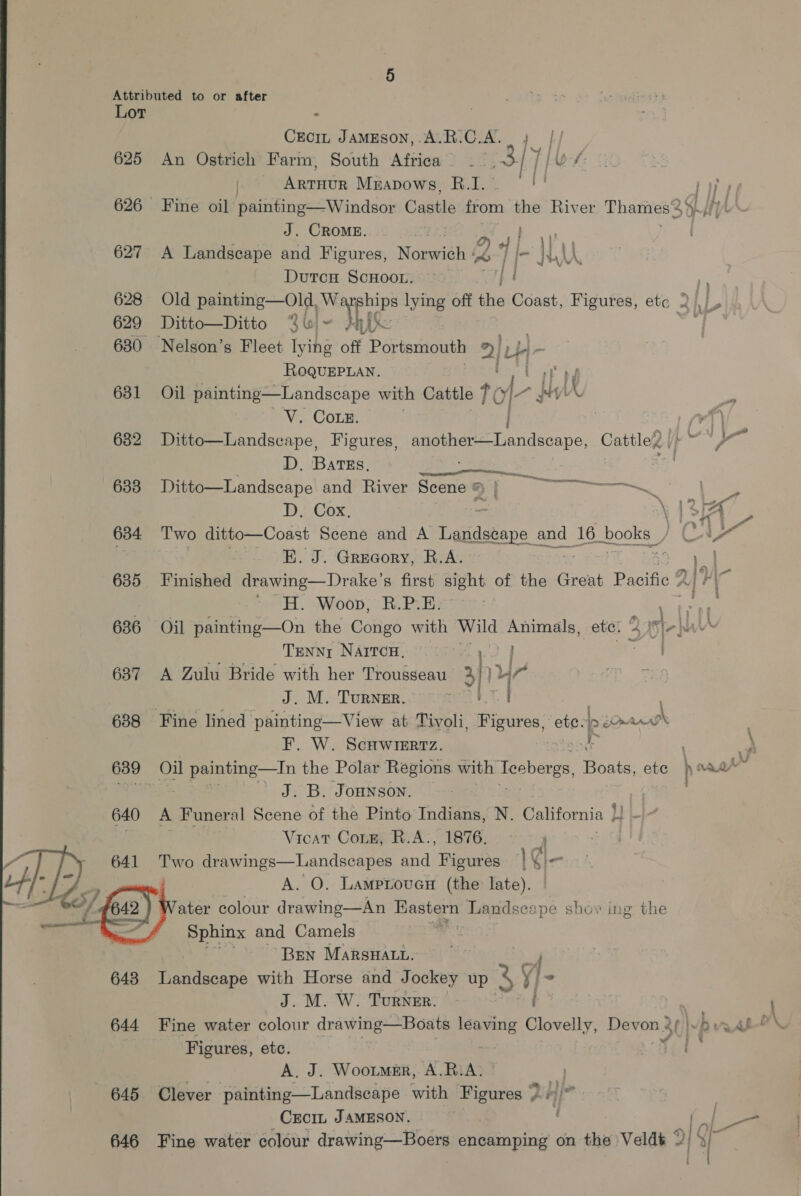 5
Attributed to or after
Lot
Cecil Jameson, A.R.C.A.
625 An Ostrich Farm, South Africa
Arthur Meadows, R.I.
626 Fine oil painting—Windsor Castle from the River Thames
J. Crome.
627 A Landscape and Figures, Norwich
Dutch School.
628 Old painting—Old Warships lying off the Coast, Figures, etc
629 Ditto—Ditto
630 Nelson's Fleet lying off Portsmouth
Roqueplan.
631 Oil painting—Landscape with Cattle
V. Cole.
632 Ditto—Landscape, Figures, another—Landscape, Cattle
D. Bates,
633 Ditto—Landscape and River Scene
D. Cox,
634 Two ditto—Coast Scene and A Landscape and 16 books
E. J. Gregory, R.A.
635 Finished drawing—Drake's first sight of the Great Pacific
H. Wood, R.P.E.
636 Oil painting—On the Congo with Wild Animals, etc.
Tenny Naitch,
637 A Zulu Bride with her Trousseau
J. M. Turner.
638 Fine lined painting—View at Tivoli, Figures, etc.
F. W. Schwiertz.
639 Oil painting—In the Polar Regions with Icebergs, Boats, etc
J. B. Johnson.
640 A Funeral Scene of the Pinto Indians, N. California
Vicat Cole, R.A., 1876.
641 Two drawings—Landscapes and Figures
A. O. Lamplough (the late).
642 Water colour drawing—An Eastern Landscape showing the
Sphinx and Camels
Ben Marshall.
643 Landscape with Horse and Jockey up
J. M. W. Turner.
644 Fine water colour drawing—Boats leaving Clovelly, Devon
Figures, etc.
A. J. Woolmer, A.R.A.
645 Clever painting—Landscape with Figures
Cecil Jameson.
646 Fine water colour drawing—Boers encamping on the Veldt